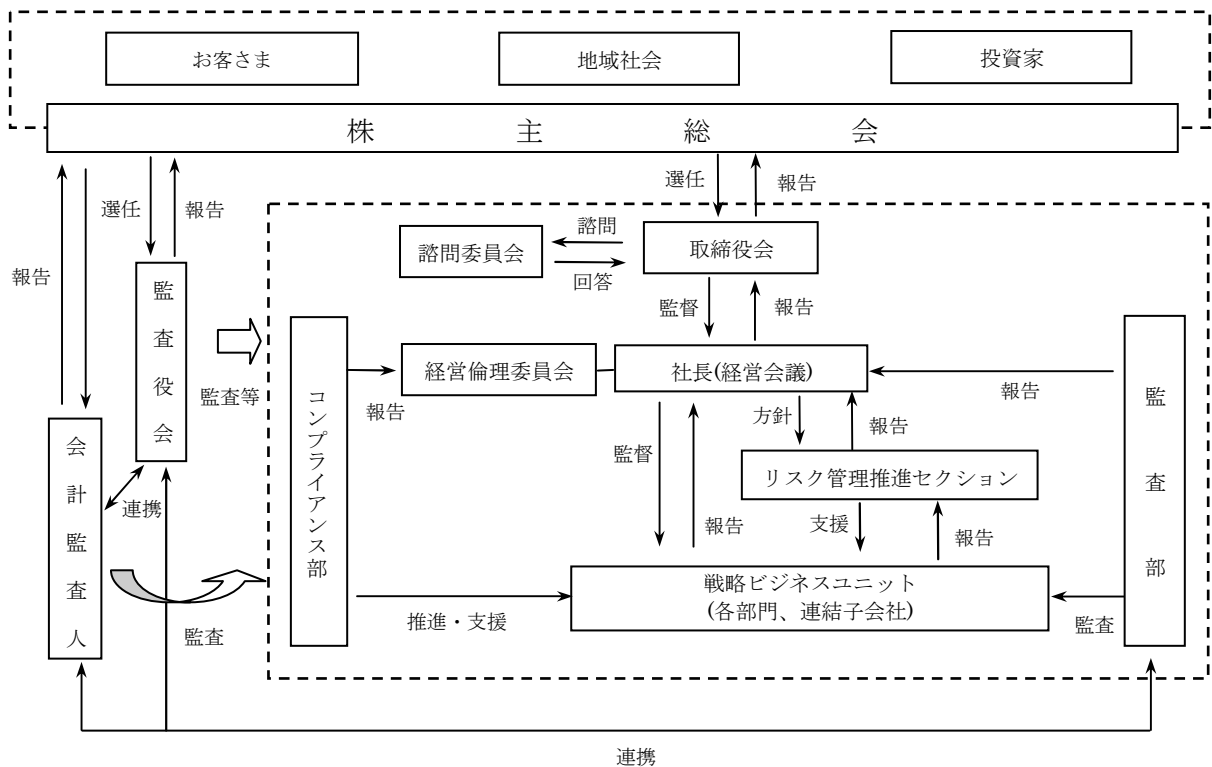 お客さま
地域社会
投資家
株主総会
選任
報告
選任
報告
報告
諮問委員会
諮問
回答
取締役会
監査役会
監督
報告
監査等
コンプライアンス部
報告
経営倫理委員会
社長(経営会議)
報告
監査部
会計監査人
連携
監督
報告
方針
報告
リスク管理推進セクション
支援
報告
監査
推進・支援
戦略ビジネスユニット
(各部門、連結子会社)
監査
連携